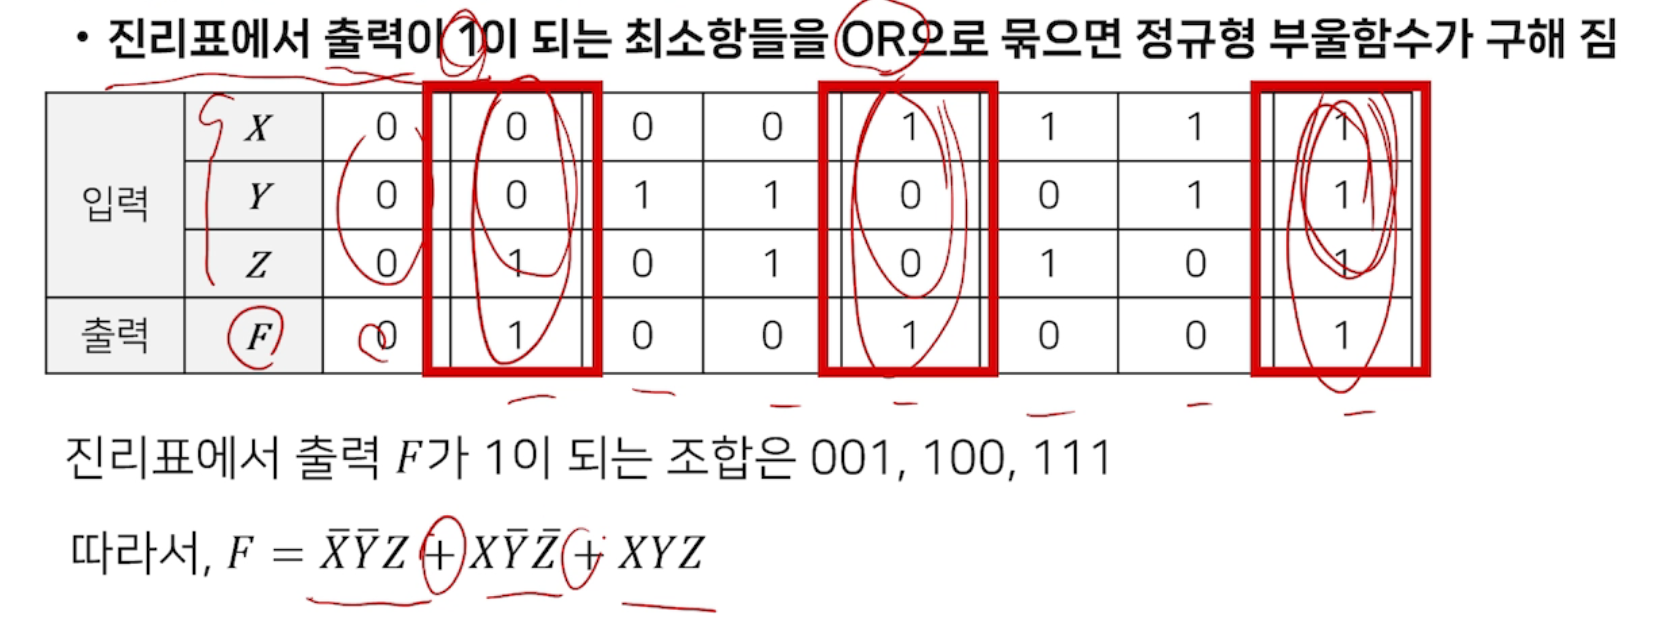 • 진리표에서 출력이 1이 되는 최소항들을 OR으로 묶으면 정규형 부울함수가 구해 짐
입력 X 0 0 0 0 1 1 1 1
Y 0 0 1 1 0 0 1 1
Z 0 1 0 1 0 1 0 1
출력 F 0 1 0 0 1 0 0 1
진리표에서 출력 F가 1이 되는 조합은 001, 100, 111
따라서, F = X̅Y̅Z + XY̅Z̅ + XYZ